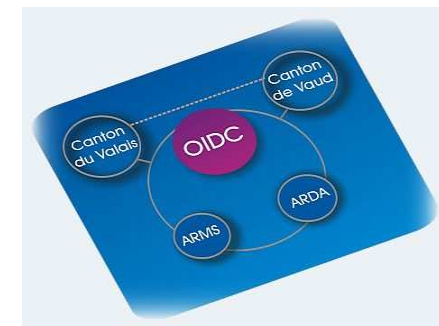 Canton
de Vaud
Canton
du Valais
OIDC
ARDA
ARMS